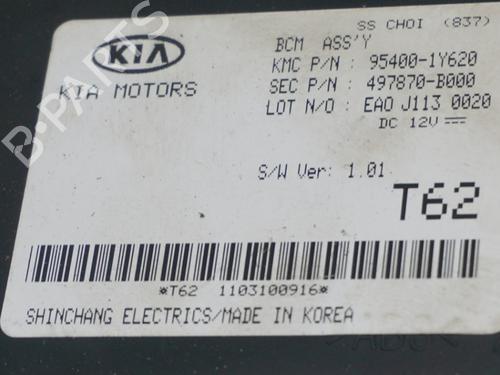 SS CHOI (837)
KIA
BCM ASS'Y
KIA MOTORS
KMC P/N : 95400-1Y620
SEC P/N : 497870-B000
LOT N/O : EAO J113 0020
DC 12V
S/W Ver: 1.01
T62
*T62 1103100916*
SHINCHANG ELECTRICS/MADE IN KOREA
B-PARTS